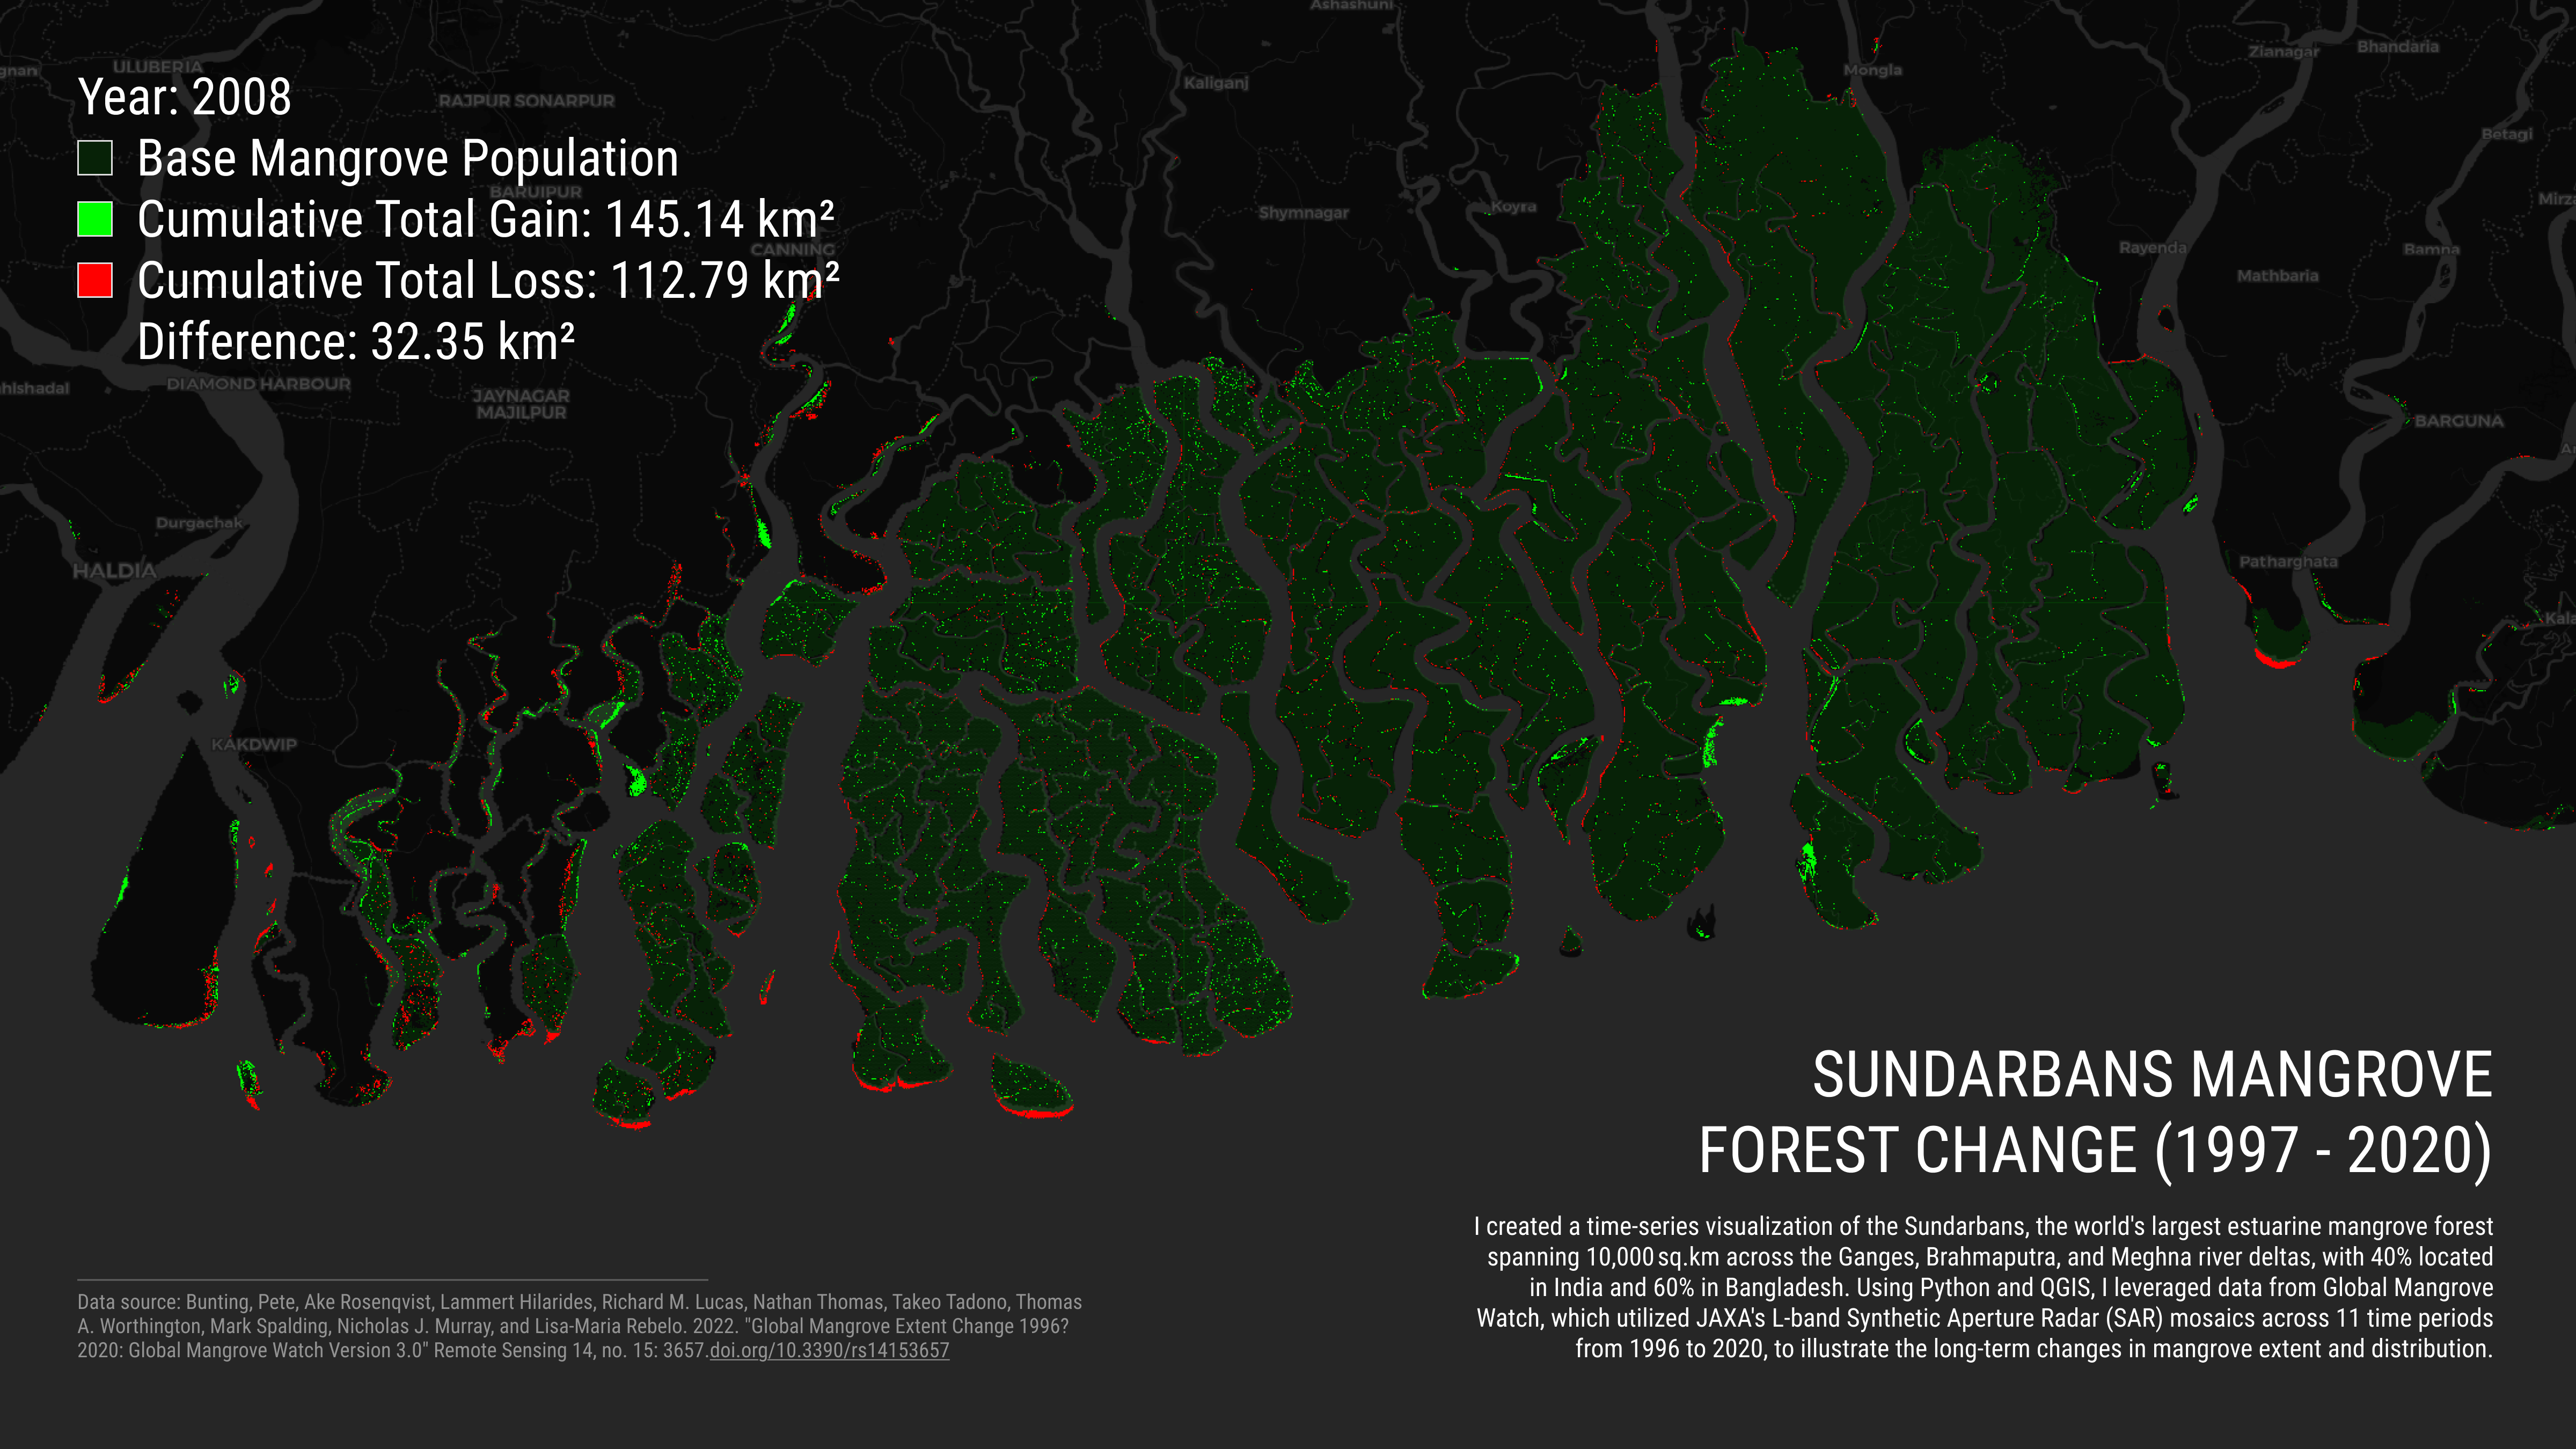 Year: 2008
Base Mangrove Population
Cumulative Total Gain: 145.14 km²
Cumulative Total Loss: 112.79 km²
Difference: 32.35 km²
Ashashuni
ULUBERIA
RAJPUR SONARPUR
BARUIPUR
CANNING
DIAMOND HARBOUR
JAYNAGAR
MAJILPUR
Durgachak
HALDIA
KAKDWIP
Kaliganj
Shymnagar
Koyra
Mongla
Zianagar
Bhandaria
Betagi
Rayenda
Bamna
Mathbaria
BARGUNA
Patharghata
SUNDARBANS MANGROVE
FOREST CHANGE (1997 - 2020)
I created a time-series visualization of the Sundarbans, the world's largest estuarine mangrove forest
spanning 10,000 sq.km across the Ganges, Brahmaputra, and Meghna river deltas, with 40% located
in India and 60% in Bangladesh. Using Python and QGIS, I leveraged data from Global Mangrove
Watch, which utilized JAXA's L-band Synthetic Aperture Radar (SAR) mosaics across 11 time periods
from 1996 to 2020, to illustrate the long-term changes in mangrove extent and distribution.
Data source: Bunting, Pete, Ake Rosenqvist, Lammert Hilarides, Richard M. Lucas, Nathan Thomas, Takeo Tadono, Thomas
A. Worthington, Mark Spalding, Nicholas J. Murray, and Lisa-Maria Rebelo. 2022. "Global Mangrove Extent Change 1996?
2020: Global Mangrove Watch Version 3.0" Remote Sensing 14, no. 15: 3657.doi.org/10.3390/rs14153657